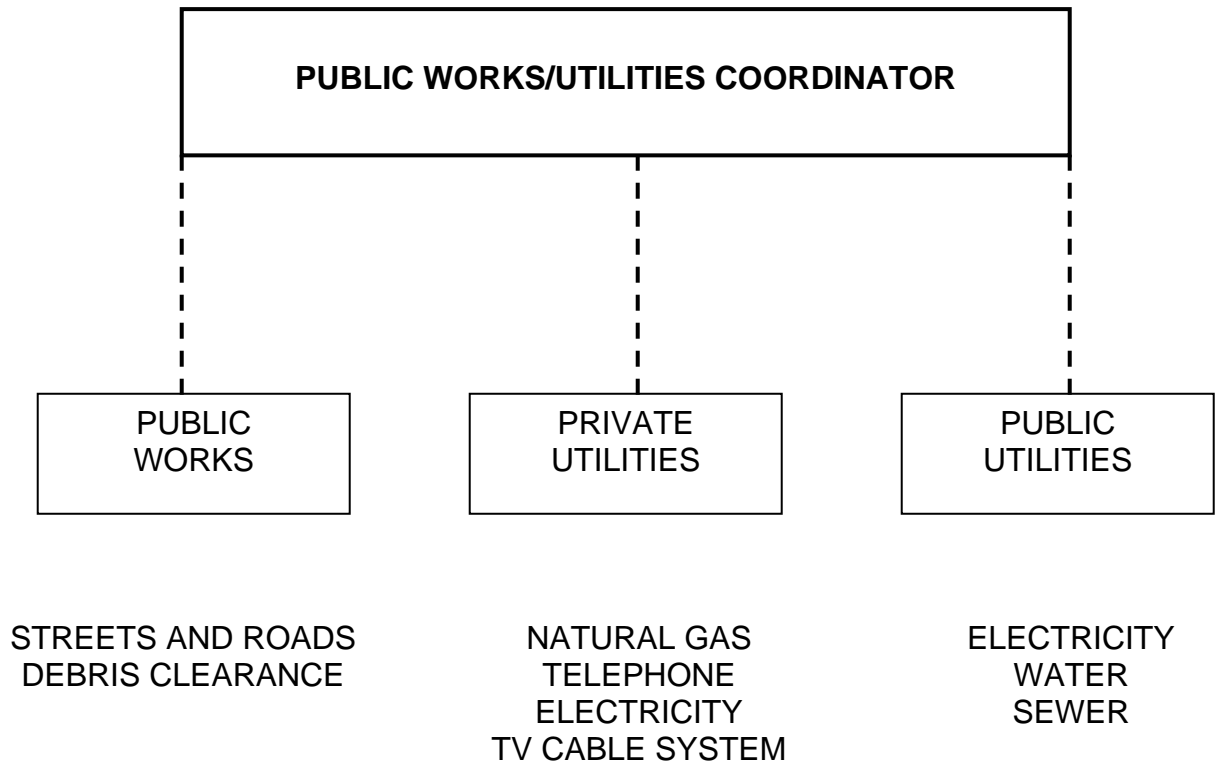 PUBLIC WORKS/UTILITIES COORDINATOR
PUBLIC
WORKS
PRIVATE
UTILITIES
PUBLIC
UTILITIES
STREETS AND ROADS
DEBRIS CLEARANCE
NATURAL GAS
TELEPHONE
ELECTRICITY
TV CABLE SYSTEM
ELECTRICITY
WATER
SEWER